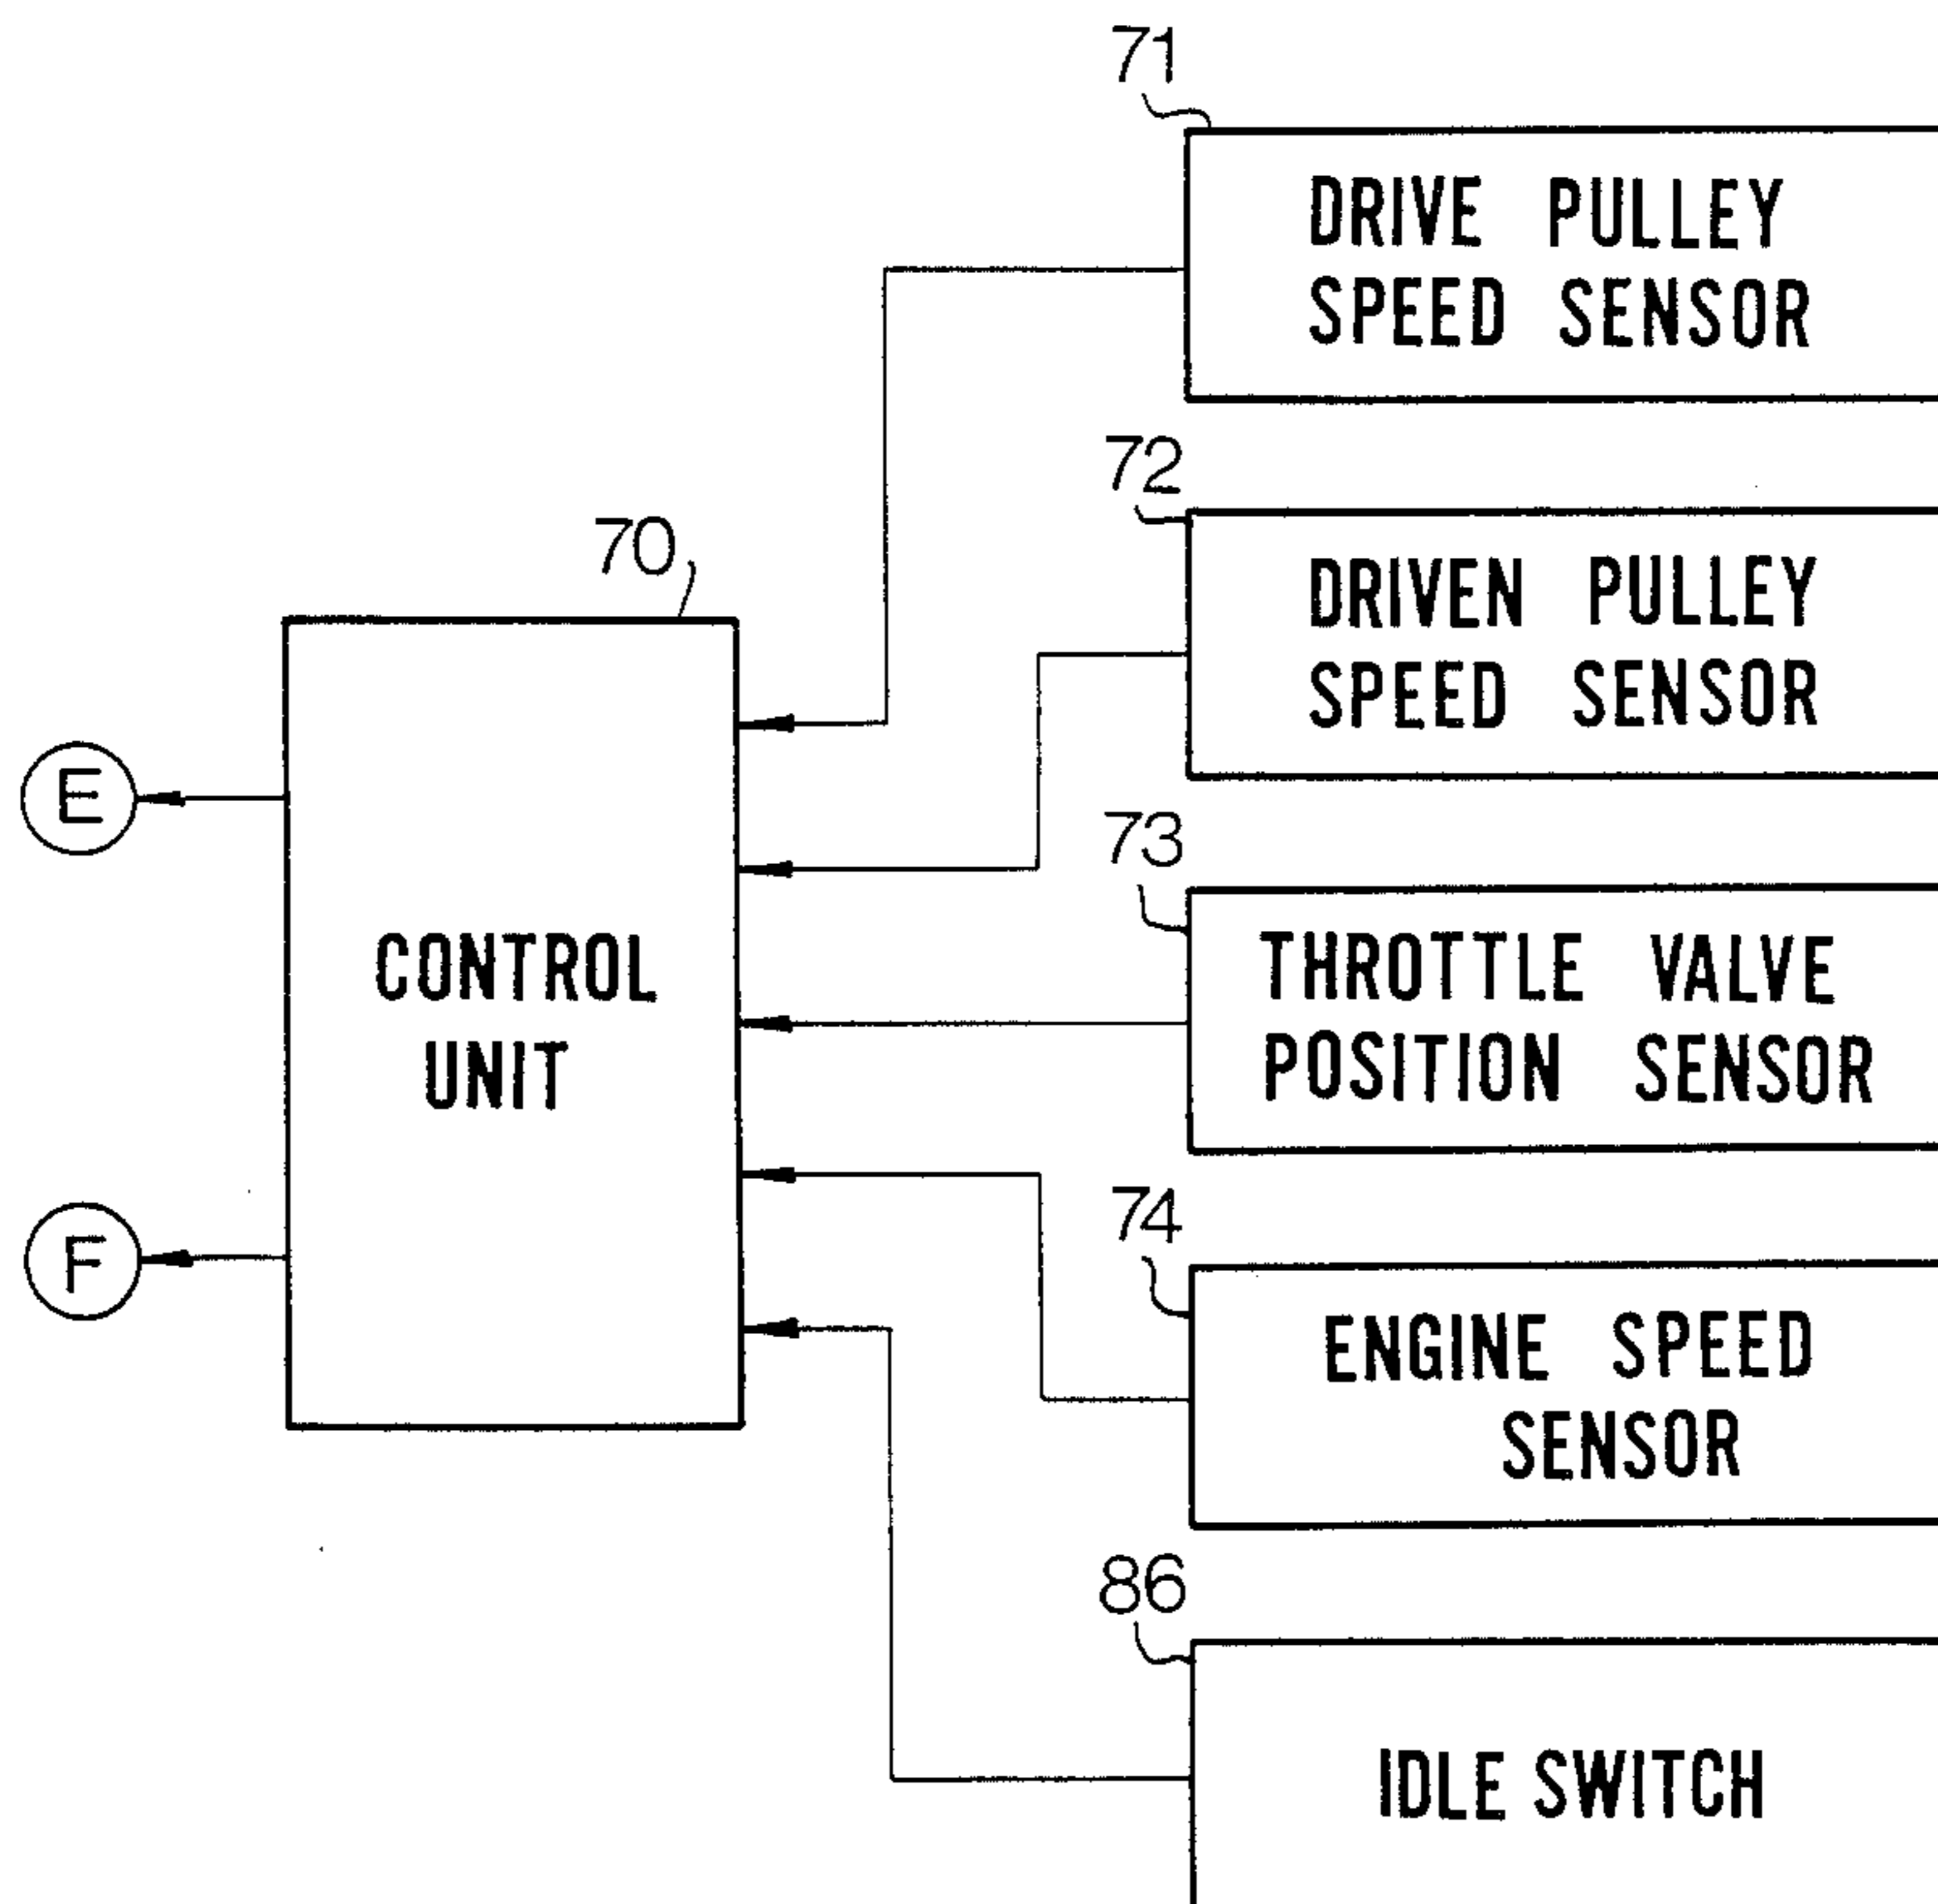 71
DRIVE PULLEY
SPEED SENSOR
72
DRIVEN PULLEY
SPEED SENSOR
70
E
73
CONTROL
UNIT
THROTTLE VALVE
POSITION SENSOR
F
74
ENGINE SPEED
SENSOR
86
IDLE SWITCH